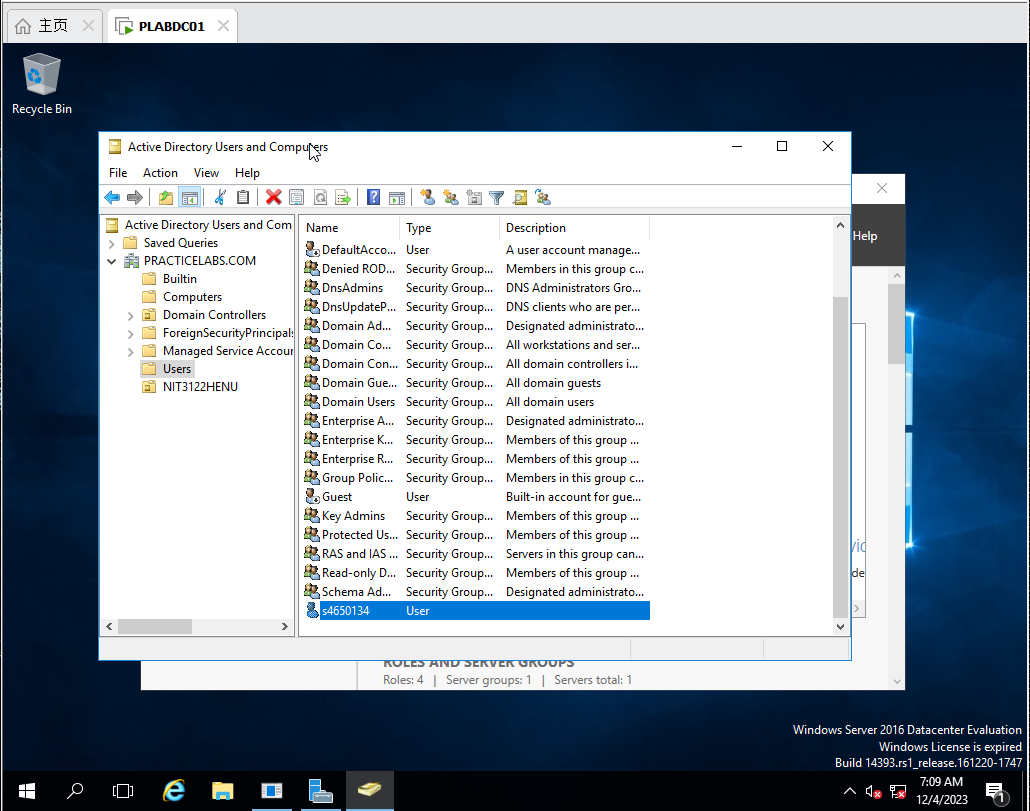 主页
PLABDC01
Recycle Bin
Active Directory Users and Computers
File Action View Help
Help
Active Directory Users and Com
Saved Queries
PRACTICELABS.COM
Builtin
Computers
Domain Controllers
ForeignSecurityPrincipals
Managed Service Accour
Users
NIT3122HENU
Name Type Description
DefaultAcco... User A user account manage...
Denied ROD... Security Group... Members in this group c...
DnsAdmins Security Group... DNS Administrators Gro...
DnsUpdateP... Security Group... DNS clients who are per...
Domain Ad... Security Group... Designated administrato...
Domain Co... Security Group... All workstations and ser...
Domain Con... Security Group... All domain controllers i...
Domain Gue... Security Group... All domain guests
Domain Users Security Group... All domain users
Enterprise A... Security Group... Designated administrato...
Enterprise K... Security Group... Members of this group ...
Enterprise R... Security Group... Members of this group ...
Group Polic... Security Group... Members in this group c...
Guest User Built-in account for gue...
Key Admins Security Group... Members of this group ...
Protected Us... Security Group... Members of this group ...
RAS and IAS ... Security Group... Servers in this group can...
Read-only D... Security Group... Members of this group ...
Schema Ad... Security Group... Designated administrato...
s4650134 User
ROLES AND SERVER GROUPS
Roles: 4 | Server groups: 1 | Servers total: 1
Windows Server 2016 Datacenter Evaluation
Windows License is expired
Build 14393.rs1_release.161220-1747
7:09 AM
12/4/2023
1